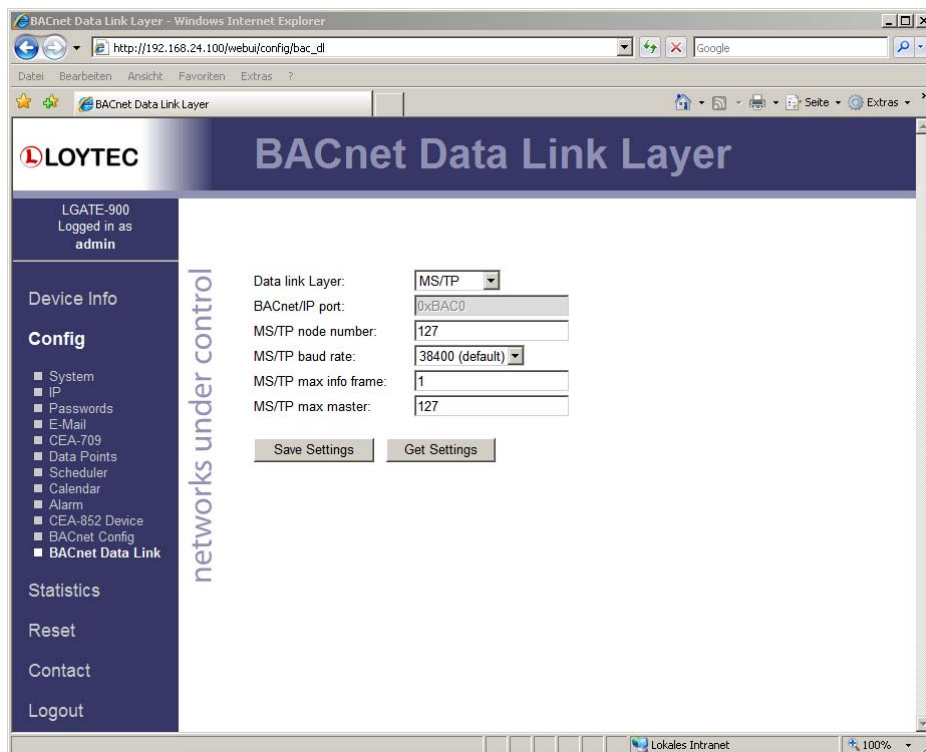 BACnet Data Link Layer - Windows Internet Explorer
http://192.168.24.100/webui/config/bac_dl
Google
Datei Bearbeiten Ansicht Favoriten Extras ?
BACnet Data Link Layer
Seite
Extras
LOYTEC
BACnet Data Link Layer
LGATE-900
Logged in as
admin
Device Info
Config
System
IP
Passwords
E-Mail
CEA-709
Data Points
Scheduler
Calendar
Alarm
CEA-852 Device
BACnet Config
BACnet Data Link
Statistics
Reset
Contact
Logout
networks under control
Data link Layer: MS/TP
BACnet/IP port: 0xBAC0
MS/TP node number: 127
MS/TP baud rate: 38400 (default)
MS/TP max info frame: 1
MS/TP max master: 127
Save Settings Get Settings
Lokales Intranet 100%